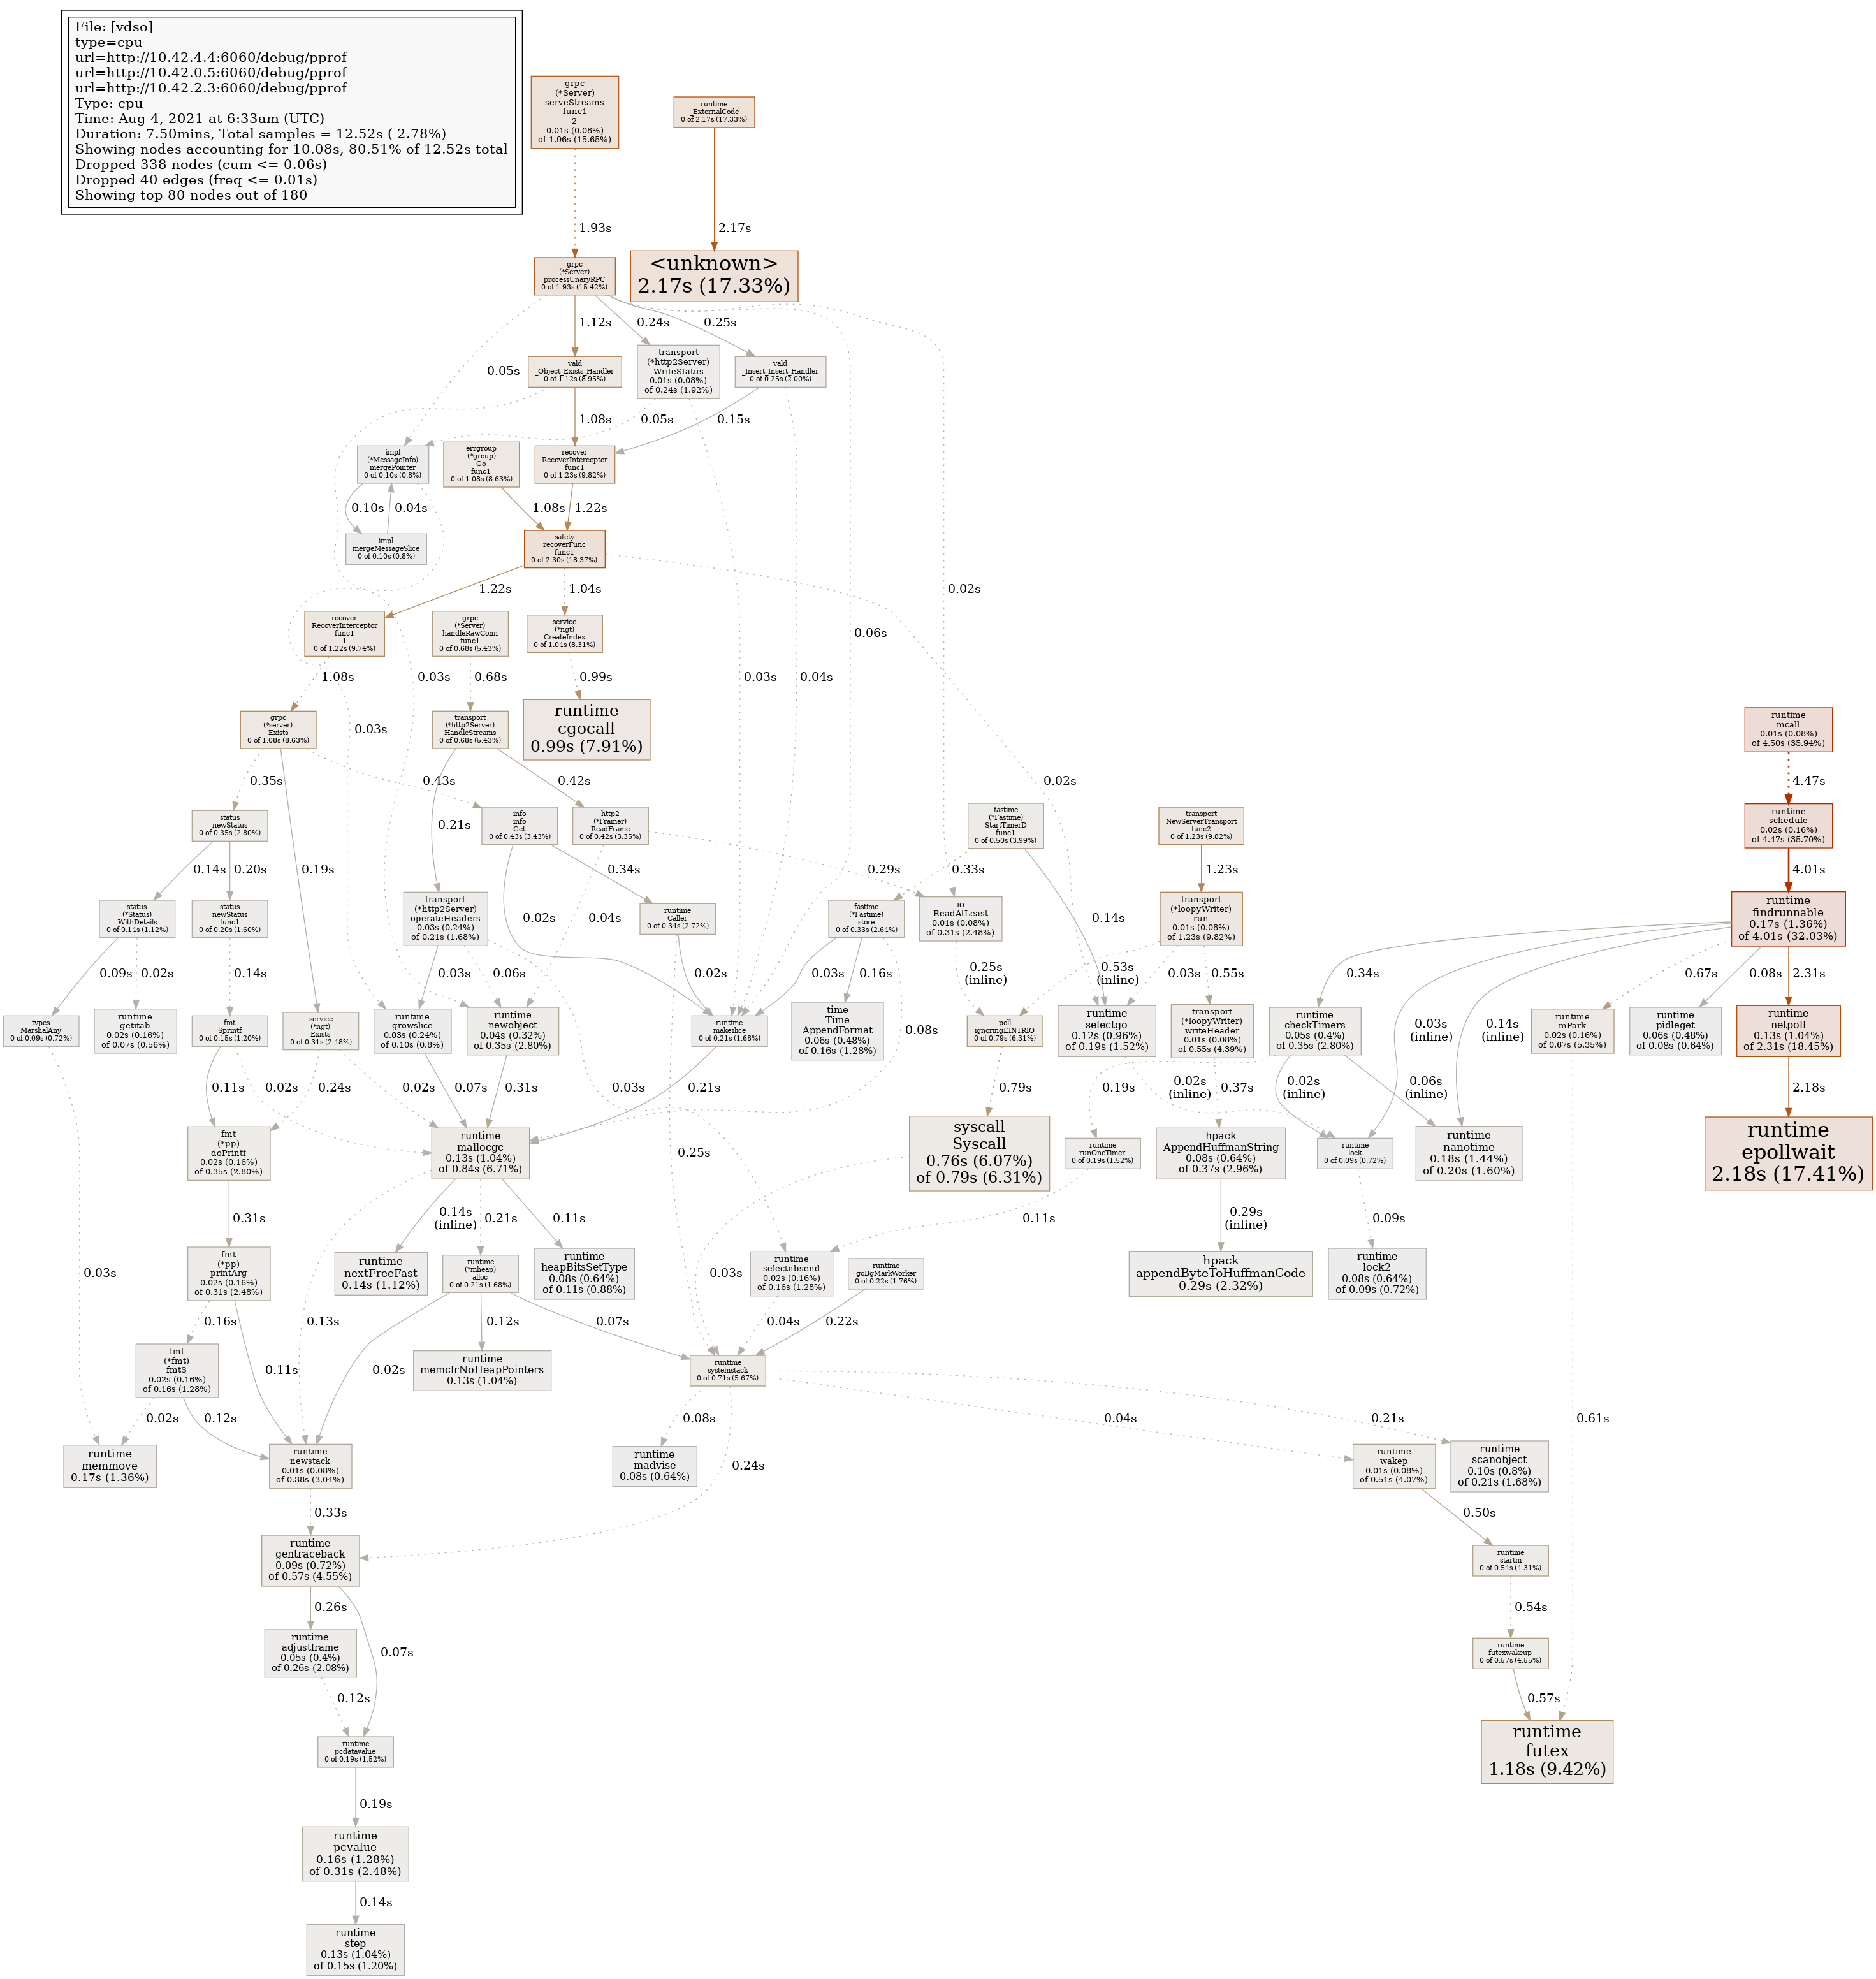 File: [vdso]
type=cpu
url=http://10.42.4.4:6060/debug/pprof
url=http://10.42.0.5:6060/debug/pprof
url=http://10.42.2.3:6060/debug/pprof
Type: cpu
Time: Aug 4, 2021 at 6:33am (UTC)
Duration: 7.50mins, Total samples = 12.52s ( 2.78%)
Showing nodes accounting for 10.08s, 80.51% of 12.52s total
Dropped 338 nodes (cum <= 0.06s)
Dropped 40 edges (freq <= 0.01s)
Showing top 80 nodes out of 180
grpc
(*Server)
serveStreams
func1
2
0.01s (0.08%)
of 1.96s (15.65%)
runtime
_ExternalCode
0 of 2.17s (17.33%)
1.93s
2.17s
grpc
(*Server)
processUnaryRPC
0 of 1.93s (15.42%)
<unknown>
2.17s (17.33%)
0.05s
1.12s
0.24s
0.25s
0.06s
0.02s
vald
_Object_Exists_Handler
0 of 1.12s (8.95%)
transport
(*http2Server)
WriteStatus
0.01s (0.08%)
of 0.24s (1.92%)
vald
_Insert_Insert_Handler
0 of 0.25s (2.00%)
0.03s
1.08s
0.05s
0.03s
0.15s
0.04s
impl
(*MessageInfo)
mergePointer
0 of 0.10s (0.8%)
errgroup
(*group)
Go
func1
0 of 1.08s (8.63%)
recover
RecoverInterceptor
func1
0 of 1.23s (9.82%)
0.10s
0.04s
0.03s
1.08s
1.22s
impl
mergeMessageSlice
0 of 0.10s (0.8%)
safety
recoverFunc
func1
0 of 2.30s (18.37%)
1.22s
1.04s
0.02s
recover
RecoverInterceptor
func1
1
0 of 1.22s (9.74%)
grpc
(*Server)
handleRawConn
func1
0 of 0.68s (5.43%)
service
(*ngt)
CreateIndex
0 of 1.04s (8.31%)
1.08s
0.68s
0.99s
grpc
(*server)
Exists
0 of 1.08s (8.63%)
transport
(*http2Server)
HandleStreams
0 of 0.68s (5.43%)
runtime
cgocall
0.99s (7.91%)
runtime
mcall
0.01s (0.08%)
of 4.50s (35.94%)
0.35s
0.19s
0.43s
0.21s
0.42s
4.47s
status
newStatus
0 of 0.35s (2.80%)
info
info
Get
0 of 0.43s (3.43%)
http2
(*Framer)
ReadFrame
0 of 0.42s (3.35%)
fastime
(*Fastime)
StartTimerD
func1
0 of 0.50s (3.99%)
transport
NewServerTransport
func2
0 of 1.23s (9.82%)
runtime
schedule
0.02s (0.16%)
of 4.47s (35.70%)
0.14s
0.20s
0.02s
0.34s
0.04s
0.29s
0.33s
0.14s
1.23s
4.01s
status
(*Status)
WithDetails
0 of 0.14s (1.12%)
status
newStatus
func1
0 of 0.20s (1.60%)
transport
(*http2Server)
operateHeaders
0.03s (0.24%)
of 0.21s (1.68%)
runtime
Caller
0 of 0.34s (2.72%)
fastime
(*Fastime)
store
0 of 0.33s (2.64%)
io
ReadAtLeast
0.01s (0.08%)
of 0.31s (2.48%)
transport
(*loopyWriter)
run
0.01s (0.08%)
of 1.23s (9.82%)
runtime
findrunnable
0.17s (1.36%)
of 4.01s (32.03%)
0.09s
0.02s
0.14s
0.03s
0.06s
0.03s
0.02s
0.25s
0.03s
0.16s
0.08s
0.25s
(inline)
0.53s
(inline)
0.03s
0.55s
0.34s
0.03s
(inline)
0.14s
(inline)
0.67s
0.08s
2.31s
types
MarshalAny
0 of 0.09s (0.72%)
runtime
getitab
0.02s (0.16%)
of 0.07s (0.56%)
fmt
Sprintf
0 of 0.15s (1.20%)
service
(*ngt)
Exists
0 of 0.31s (2.48%)
runtime
growslice
0.03s (0.24%)
of 0.10s (0.8%)
runtime
newobject
0.04s (0.32%)
of 0.35s (2.80%)
runtime
makeslice
0 of 0.21s (1.68%)
time
Time
AppendFormat
0.06s (0.48%)
of 0.16s (1.28%)
poll
ignoringEINTRIO
0 of 0.79s (6.31%)
runtime
selectgo
0.12s (0.96%)
of 0.19s (1.52%)
transport
(*loopyWriter)
writeHeader
0.01s (0.08%)
of 0.55s (4.39%)
runtime
checkTimers
0.05s (0.4%)
of 0.35s (2.80%)
runtime
mPark
0.02s (0.16%)
of 0.67s (5.35%)
runtime
pidleget
0.06s (0.48%)
of 0.08s (0.64%)
runtime
netpoll
0.13s (1.04%)
of 2.31s (18.45%)
0.03s
0.11s
0.02s
0.24s
0.02s
0.07s
0.31s
0.21s
0.79s
0.02s
(inline)
0.37s
0.19s
0.02s
(inline)
0.06s
(inline)
0.61s
2.18s
fmt
(*pp)
doPrintf
0.02s (0.16%)
of 0.35s (2.80%)
runtime
mallocgc
0.13s (1.04%)
of 0.84s (6.71%)
syscall
Syscall
0.76s (6.07%)
of 0.79s (6.31%)
runtime
runOneTimer
0 of 0.19s (1.52%)
hpack
AppendHuffmanString
0.08s (0.64%)
of 0.37s (2.96%)
runtime
lock
0 of 0.09s (0.72%)
runtime
nanotime
0.18s (1.44%)
of 0.20s (1.60%)
runtime
epollwait
2.18s (17.41%)
0.31s
0.13s
0.14s
(inline)
0.21s
0.11s
0.03s
0.11s
0.29s
(inline)
0.09s
fmt
(*pp)
printArg
0.02s (0.16%)
of 0.31s (2.48%)
runtime
nextFreeFast
0.14s (1.12%)
runtime
(*mheap)
alloc
0 of 0.21s (1.68%)
runtime
heapBitsSetType
0.08s (0.64%)
of 0.11s (0.88%)
runtime
selectnbsend
0.02s (0.16%)
of 0.16s (1.28%)
runtime
gcBgMarkWorker
0 of 0.22s (1.76%)
hpack
appendByteToHuffmanCode
0.29s (2.32%)
runtime
lock2
0.08s (0.64%)
of 0.09s (0.72%)
0.16s
0.11s
0.02s
0.12s
0.07s
0.04s
0.22s
fmt
(*fmt)
fmtS
0.02s (0.16%)
of 0.16s (1.28%)
runtime
memclrNoHeapPointers
0.13s (1.04%)
runtime
systemstack
0 of 0.71s (5.67%)
0.02s
0.12s
0.08s
0.24s
0.04s
0.21s
runtime
memmove
0.17s (1.36%)
runtime
newstack
0.01s (0.08%)
of 0.38s (3.04%)
runtime
madvise
0.08s (0.64%)
runtime
wakep
0.01s (0.08%)
of 0.51s (4.07%)
runtime
scanobject
0.10s (0.8%)
of 0.21s (1.68%)
0.33s
0.50s
runtime
gentraceback
0.09s (0.72%)
of 0.57s (4.55%)
runtime
startm
0 of 0.54s (4.31%)
0.26s
0.07s
0.54s
runtime
adjustframe
0.05s (0.4%)
of 0.26s (2.08%)
runtime
futexwakeup
0 of 0.57s (4.55%)
0.12s
0.57s
runtime
pcdatavalue
0 of 0.19s (1.52%)
runtime
futex
1.18s (9.42%)
0.19s
runtime
pcvalue
0.16s (1.28%)
of 0.31s (2.48%)
0.14s
runtime
step
0.13s (1.04%)
of 0.15s (1.20%)